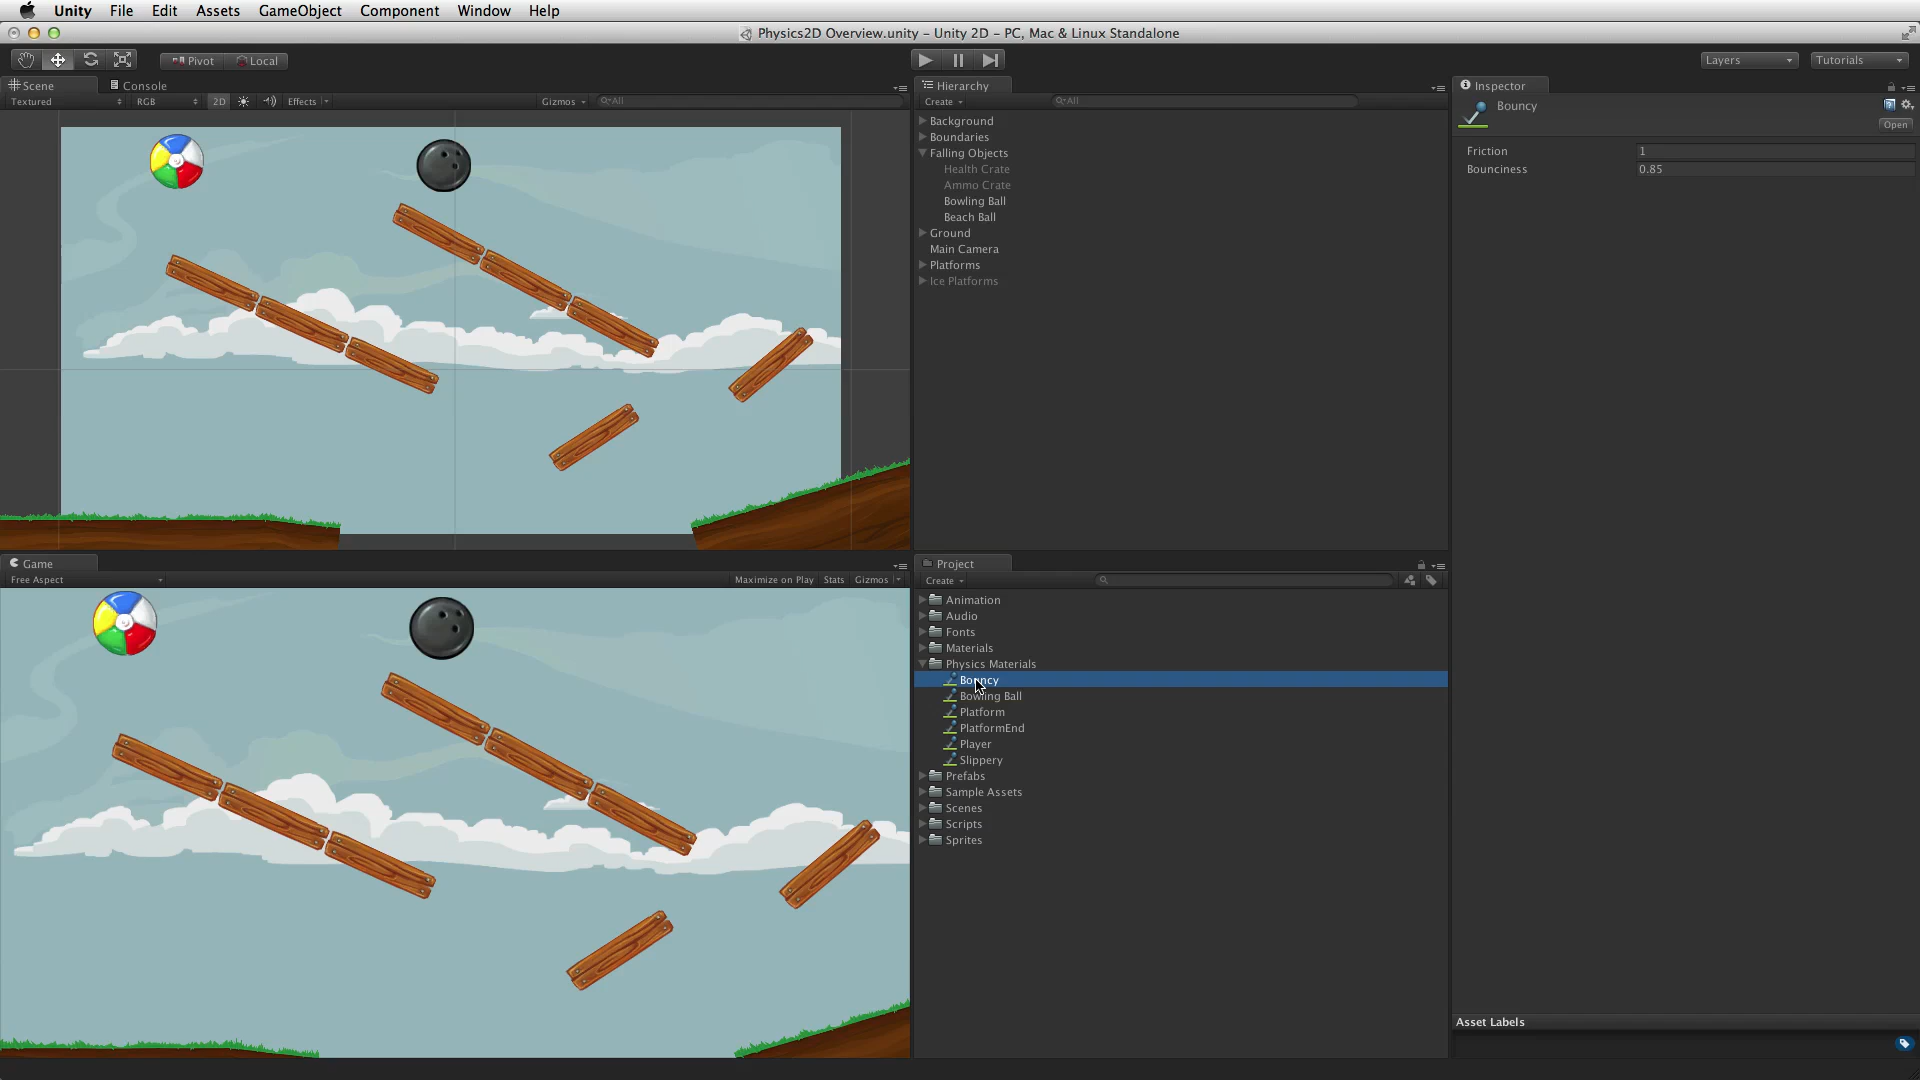 Unity File Edit Assets GameObject Component Window Help
Physics2D Overview.unity - Unity 2D - PC, Mac & Linux Standalone
Pivot Local Layers Tutorials
Scene Console
Textured RGB 2D Effects Gizmos All
Hierarchy
Create All
Background
Boundaries
Falling Objects
Health Crate
Ammo Crate
Bowling Ball
Beach Ball
Ground
Main Camera
Platforms
Ice Platforms
Inspector
Bouncy
Open
Friction 1
Bounciness 0.85
Game
Free Aspect Maximize on Play Stats Gizmos
Project
Create
Animation
Audio
Fonts
Materials
Physics Materials
Bouncy
Bowling Ball
Platform
PlatformEnd
Player
Slippery
Prefabs
Sample Assets
Scenes
Scripts
Sprites
Asset Labels